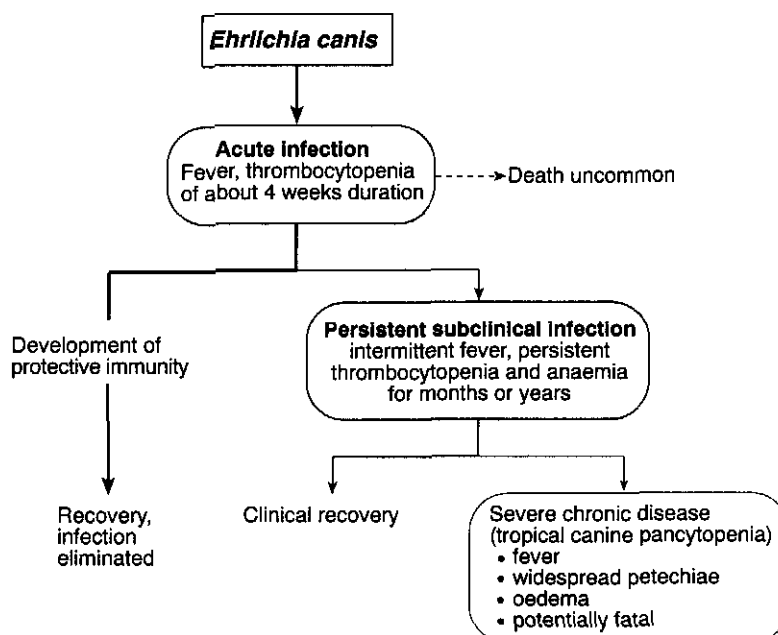 Ehrlichia canis
Acute infection
Fever, thrombocytopenia
of about 4 weeks duration
Death uncommon
Development of
protective immunity
Persistent subclinical infection
intermittent fever, persistent
thrombocytopenia and anaemia
for months or years
Recovery,
infection
eliminated
Clinical recovery
Severe chronic disease
(tropical canine pancytopenia)
• fever
• widespread petechiae
• oedema
• potentially fatal